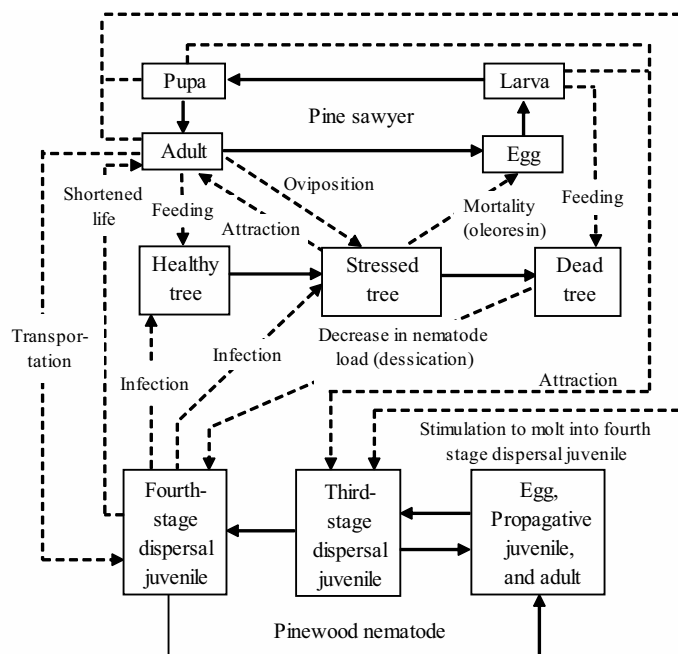 Pupa
Larva
Pine sawyer
Adult
Egg
Shortened
life
Oviposition
Feeding
Attraction
Mortality
(oleoresin)
Feeding
Healthy
tree
Stressed
tree
Dead
tree
Transpor-
tation
Infection
Infection
Decrease in nematode
load (dessication)
Attraction
Stimulation to molt into fourth
stage dispersal juvenile
Fourth-
stage
dispersal
juvenile
Third-
stage
dispersal
juvenile
Egg,
Propagative
juvenile,
and adult
Pinewood nematode